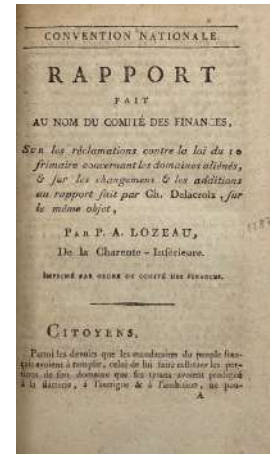 CONVENTION NATIONALE.
RAPPORT
FAIT
AU NOM DU COMITÉ DES FINANCES,
SUR les réclamations contre la loi du 10
frimaire concernant les domaines aliénés,
& sur les changemens & les additions
au rapport fait par Ch. Delacroix, sur
le même objet,
PAR P. A. LOZEAU,
De la Charente-Inférieure.
IMPRIMÉ PAR ORDRE DU COMITÉ DES FINANCES.
CITOYENS,
Parmi les devoirs que les mandataires du peuple fran-
çais avoient à remplir, celui de lui faire restituer les por-
tions de son domaine que ses tyrans avoient prodigué
à la flatterie, à l'intrigue & à l'ambition, ne pou-
A